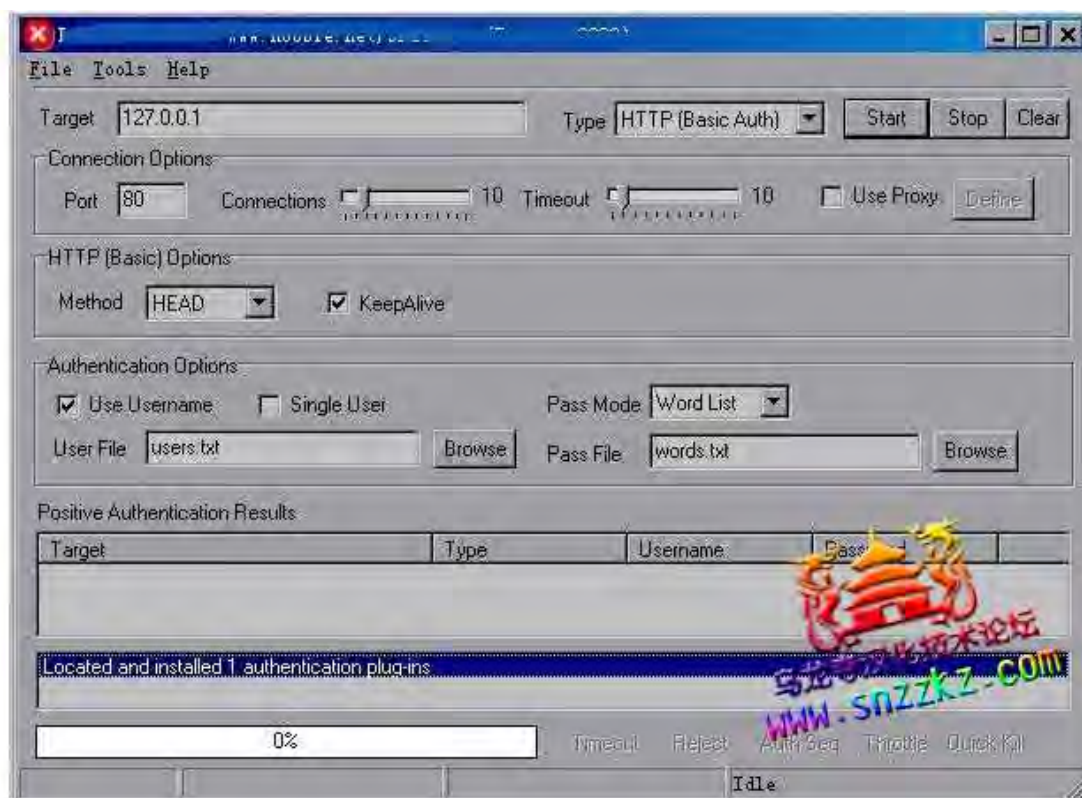 File Tools Help
Target 127.0.0.1 Type HTTP (Basic Auth) Start Stop Clear
Connection Options
Port 80 Connections 10 Timeout 10 Use Proxy Define
HTTP (Basic) Options
Method HEAD KeepAlive
Authentication Options
Use Username Single User Pass Mode Word List
User File users.txt Browse Pass File words.txt Browse
Positive Authentication Results
Target Type Username
Located and installed 1 authentication plug-ins
www.snzzkz.com
0% Timeout Reject Auth Seq Throttle Quick Kill
Idle